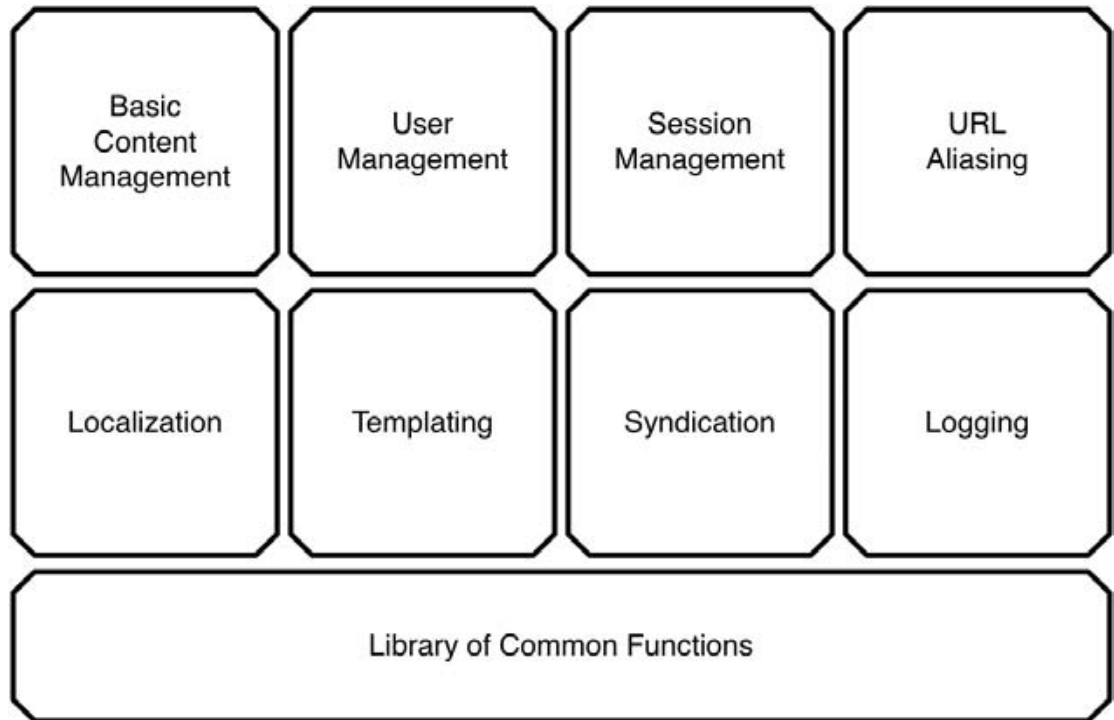 Basic
Content
Management
User
Management
Session
Management
URL
Aliasing
Localization
Templating
Syndication
Logging
Library of Common Functions